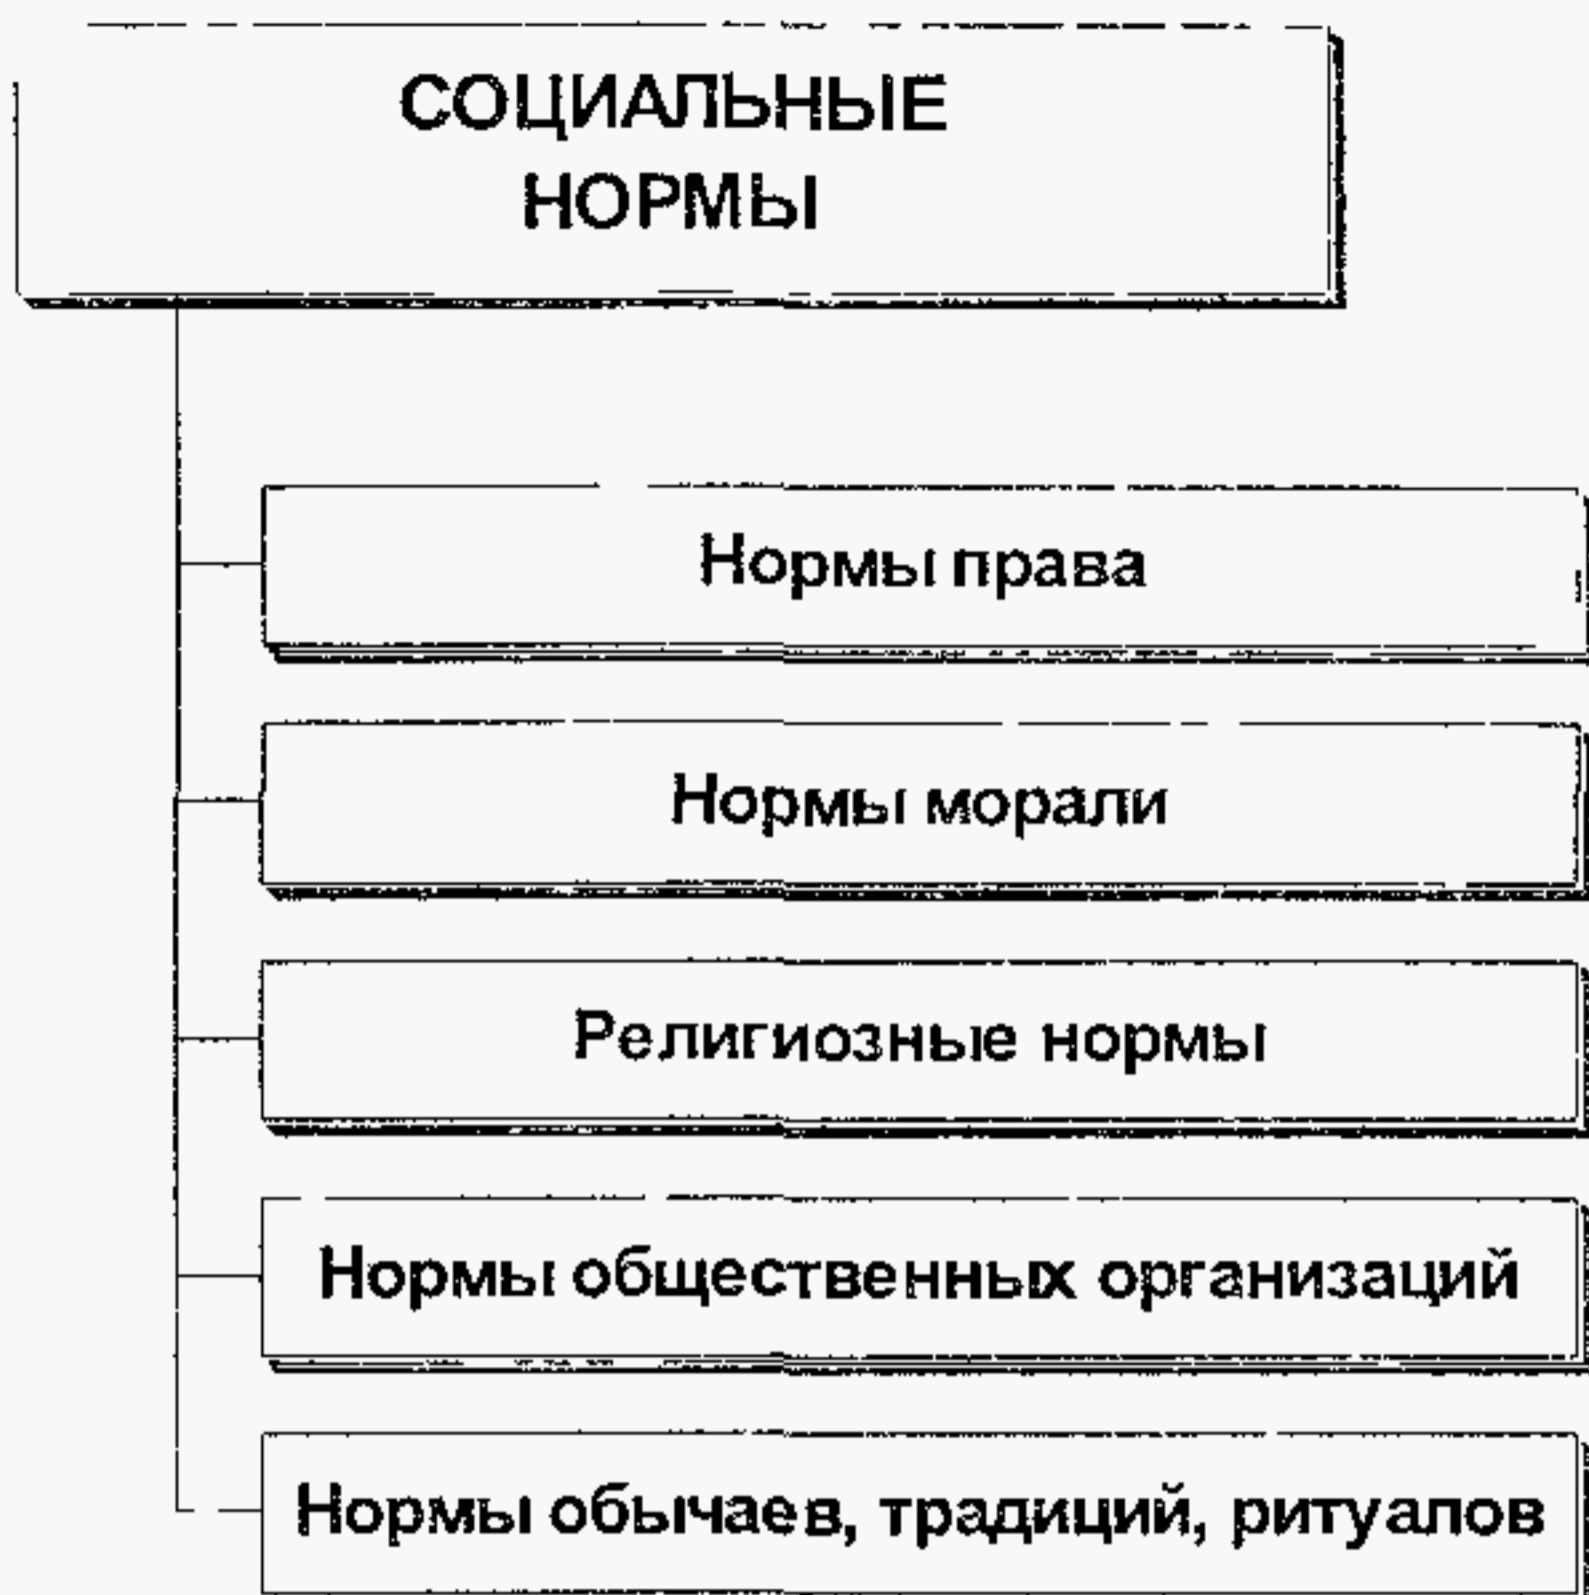 СОЦИАЛЬНЫЕ
НОРМЫ
Нормы права
Нормы морали
Религиозные нормы
Нормы общественных организаций
Нормы обычаев, традиций, ритуалов